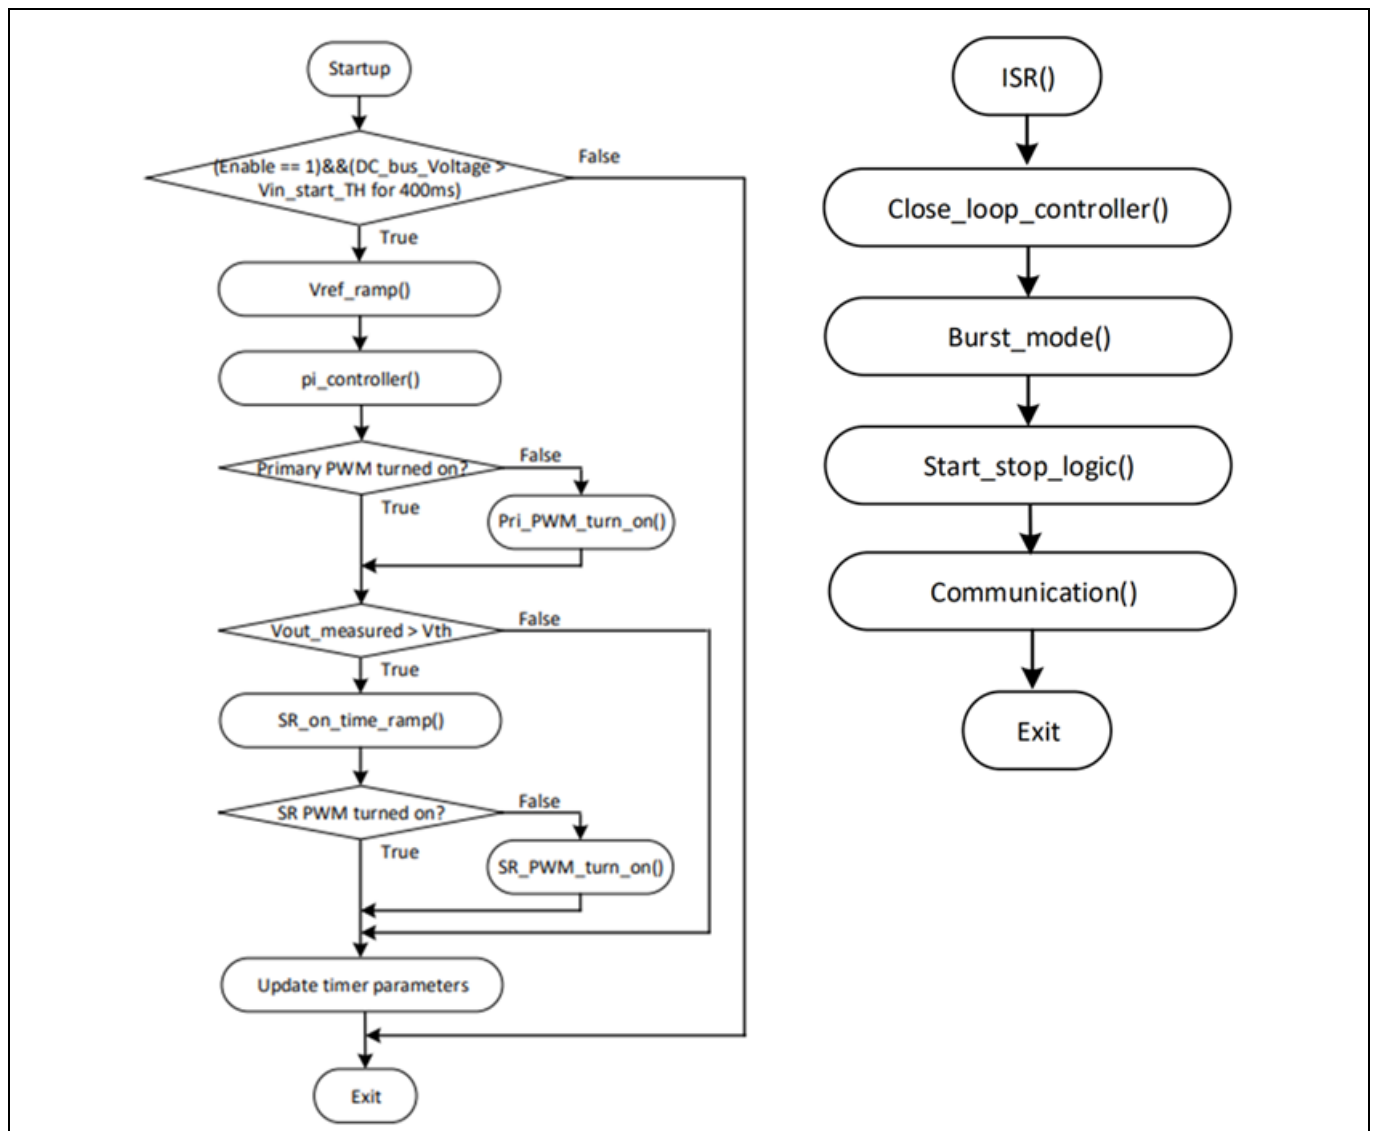 Startup
(Enable == 1)&&(DC_bus_Voltage >
Vin_start_TH for 400ms)
False
True
Vref_ramp()
pi_controller()
Primary PWM turned on?
False
True
Pri_PWM_turn_on()
Vout_measured > Vth
False
True
SR_on_time_ramp()
SR PWM turned on?
False
True
SR_PWM_turn_on()
Update timer parameters
Exit
ISR()
Close_loop_controller()
Burst_mode()
Start_stop_logic()
Communication()
Exit